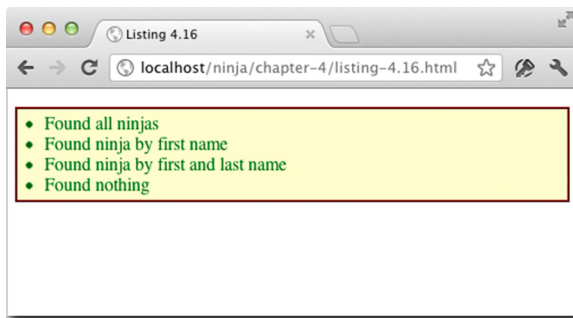 Listing 4.16
localhost/ninja/chapter-4/listing-4.16.html
Found all ninjas
Found ninja by first name
Found ninja by first and last name
Found nothing